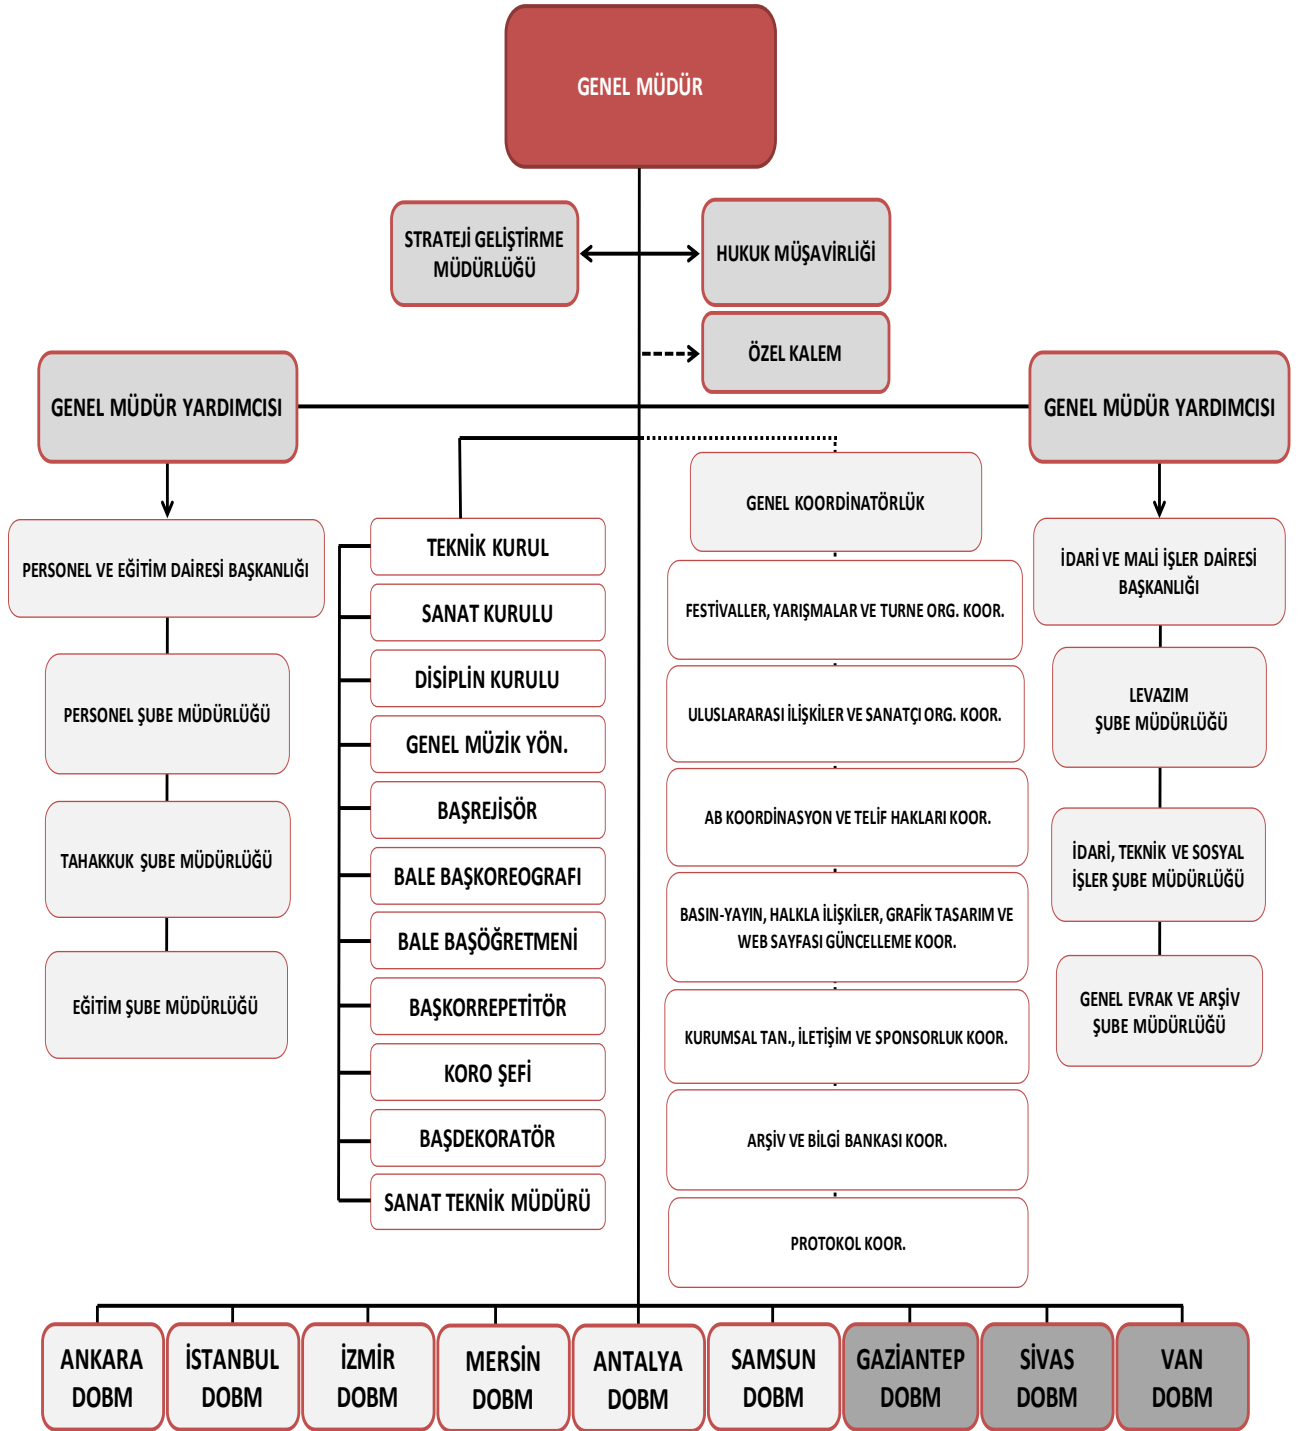 GENEL MÜDÜR
STRATEJİ GELİŞTİRME
MÜDÜRLÜĞÜ
HUKUK MÜŞAVİRLİĞİ
ÖZEL KALEM
GENEL MÜDÜR YARDIMCISI
GENEL MÜDÜR YARDIMCISI
PERSONEL VE EĞİTİM DAİRESİ BAŞKANLIĞI
PERSONEL ŞUBE MÜDÜRLÜĞÜ
TAHAKKUK ŞUBE MÜDÜRLÜĞÜ
EĞİTİM ŞUBE MÜDÜRLÜĞÜ
TEKNİK KURUL
SANAT KURULU
DİSİPLİN KURULU
GENEL MÜZİK YÖN.
BAŞREJİSÖR
BALE BAŞKOREOGRAFI
BALE BAŞÖĞRETMENİ
BAŞKORREPETİTÖR
KORO ŞEFİ
BAŞDEKORATÖR
SANAT TEKNİK MÜDÜRÜ
GENEL KOORDİNATÖRLÜK
FESTİVALLER, YARIŞMALAR VE TURNE ORG. KOOR.
ULUSLARARASI İLİŞKİLER VE SANATÇI ORG. KOOR.
AB KOORDİNASYON VE TELİF HAKLARI KOOR.
BASIN-YAYIN, HALKLA İLİŞKİLER, GRAFİK TASARIM VE
WEB SAYFASI GÜNCELLEME KOOR.
KURUMSAL TAN., İLETİŞİM VE SPONSORLUK KOOR.
ARŞİV VE BİLGİ BANKASI KOOR.
PROTOKOL KOOR.
İDARİ VE MALİ İŞLER DAİRESİ
BAŞKANLIĞI
LEVAZIM
ŞUBE MÜDÜRLÜĞÜ
İDARİ, TEKNİK VE SOSYAL
İŞLER ŞUBE MÜDÜRLÜĞÜ
GENEL EVRAK VE ARŞİV
ŞUBE MÜDÜRLÜĞÜ
ANKARA
DOBM
İSTANBUL
DOBM
İZMİR
DOBM
MERSİN
DOBM
ANTALYA
DOBM
SAMSUN
DOBM
GAZİANTEP
DOBM
SİVAS
DOBM
VAN
DOBM